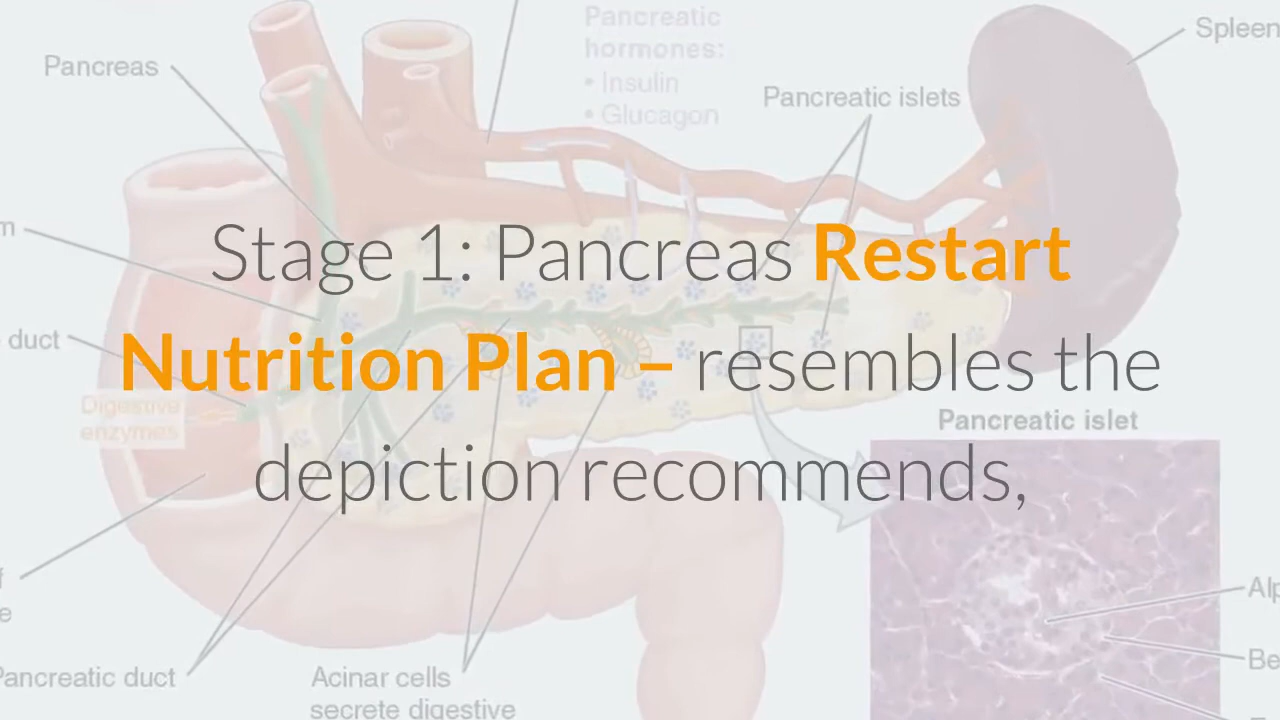 Pancreatic
hormones:
• Insulin
• Glucagon
Spleen
Pancreas
Pancreatic islets
Stage 1: Pancreas Restart
Nutrition Plan – resembles the
depiction recommends,
duct
Digestive
enzymes
Pancreatic islet
Pancreatic duct
Acinar cells
secrete digestive